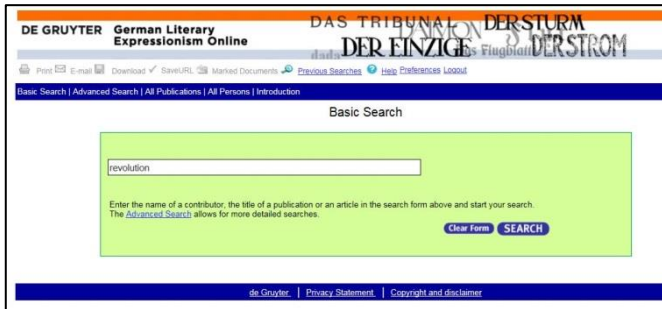 DE GRUYTER German Literary
Expressionism Online
DAS TRIBUNAL DER STURM
DAIMON
dada DER EINZIGE Flugblatt DER STROM
Print E-mail Download SaveURL Marked Documents Previous Searches Help Preferences Logout
Basic Search | Advanced Search | All Publications | All Persons | Introduction
Basic Search
revolution
Enter the name of a contributor, the title of a publication or an article in the search form above and start your search.
The Advanced Search allows for more detailed searches.
Clear Form SEARCH
de Gruyter | Privacy Statement | Copyright and disclaimer